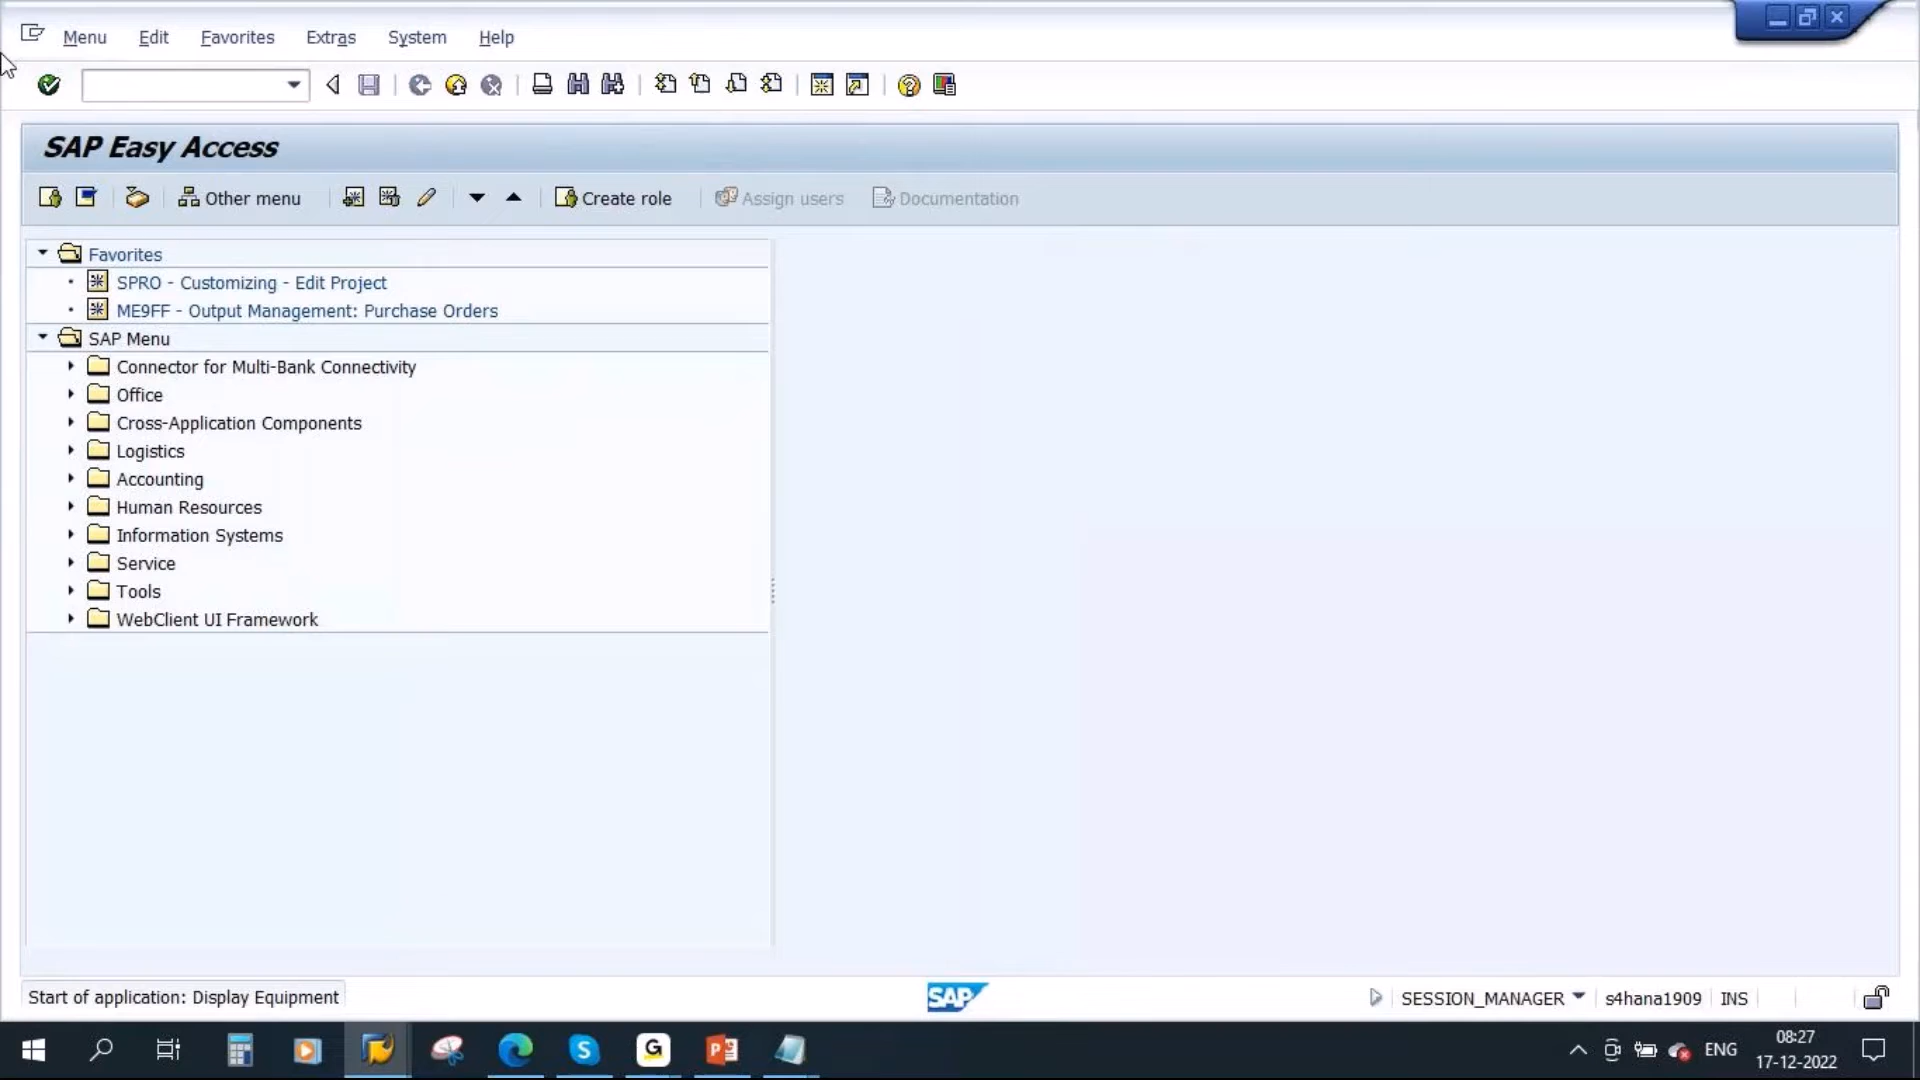 Menu Edit Favorites Extras System Help
SAP Easy Access
Other menu Create role Assign users Documentation
Favorites
SPRO - Customizing - Edit Project
ME9FF - Output Management: Purchase Orders
SAP Menu
Connector for Multi-Bank Connectivity
Office
Cross-Application Components
Logistics
Accounting
Human Resources
Information Systems
Service
Tools
WebClient UI Framework
Start of application: Display Equipment SAP SESSION_MANAGER s4hana1909 INS
ENG 08:27
17-12-2022